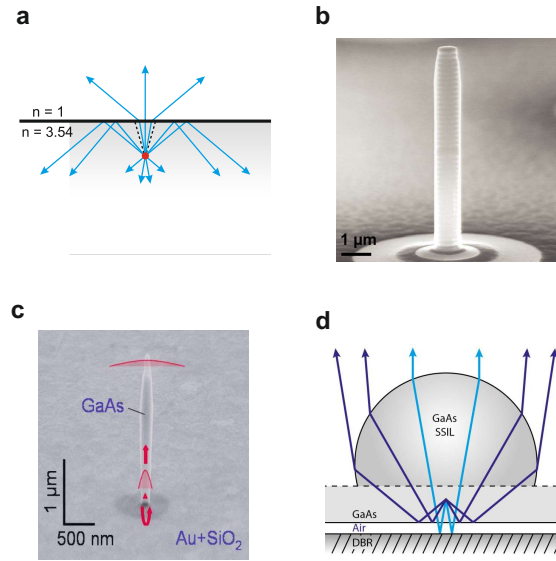 a
n = 1
n = 3.54
b
1 μm
c
GaAs
1 μm
500 nm
Au+SiO₂
d
GaAs
SSIL
GaAs
Air
DBR